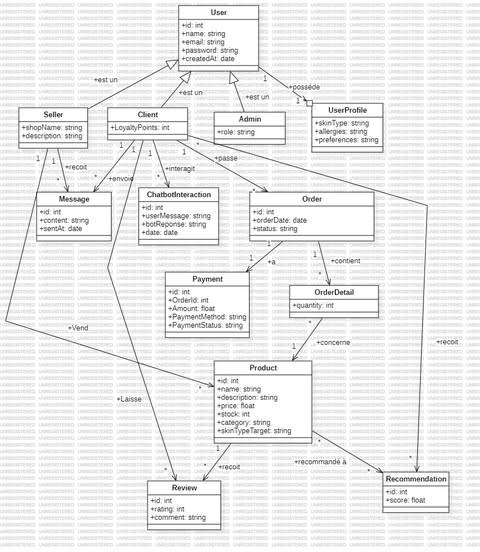 User
+id: int
+name: string
+email: string
+password: string
+createdAt: date
+est un
+est un
+est un
1
+posséde
1
Seller
+shopName: string
+description: string
Client
+LoyaltyPoints: int
Admin
+role: string
UserProfile
+skinType: string
+allergies: string
+preferences: string
1
1
+recoit
*
1
1
+envoie
*
1
+interagit
*
1
+passe
*
*
Message
+id: int
+content: string
+sentAt: date
ChatbotInteraction
+id: int
+userMessage: string
+botReponse: string
+date: date
Order
+id: int
+orderDate: date
+status: string
1
+a
1
1
+contient
*
Payment
+id: int
+OrderId: int
+Amount: float
+PaymentMethod: string
+PaymentStatus: string
OrderDetail
+quantity: int
*
+concerne
1
+Vend
*
+recoit
Product
+id: int
+name: string
+description: string
+price: float
+stock: int
+category: string
+skinTypeTarget: string
+Laisse
*
1
+recoit
*
*
+recommandé à
*
*
Review
+id: int
+rating: int
+comment: string
Recommendation
+id: int
+score: float